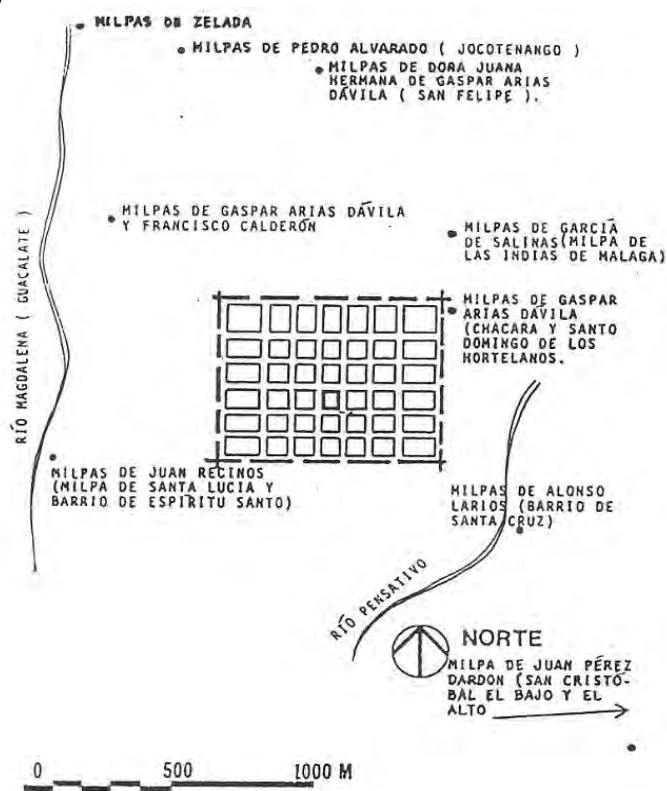 MILPAS DE ZELADA
MILPAS DE PEDRO ALVARADO ( JOCOTENANGO )
MILPAS DE DORA JUANA
HERMANA DE GASPAR ARIAS
DÁVILA ( SAN FELIPE ).
MILPAS DE GASPAR ARIAS DÁVILA
Y FRANCISCO CALDERÓN
RÍO MAGDALENA ( GUACALATE )
MILPAS DE GARCÍA
DE SALINAS(MILPA DE
LAS INDIAS DE MALAGA)
MILPAS DE GASPAR
ARIAS DÁVILA
(CHACARA Y SANTO
DOMINGO DE LOS
HORTELANOS.
MILPAS DE JUAN RECINOS
(MILPA DE SANTA LUCIA Y
BARRIO DE ESPIRITU SANTO)
MILPAS DE ALONSO
LARIOS (BARRIO DE
SANTA CRUZ)
RÍO PENSATIVO
NORTE
MILPA DE JUAN PÉREZ
DARDON (SAN CRISTÓ-
BAL EL BAJO Y EL
ALTO
0 500 1000 M